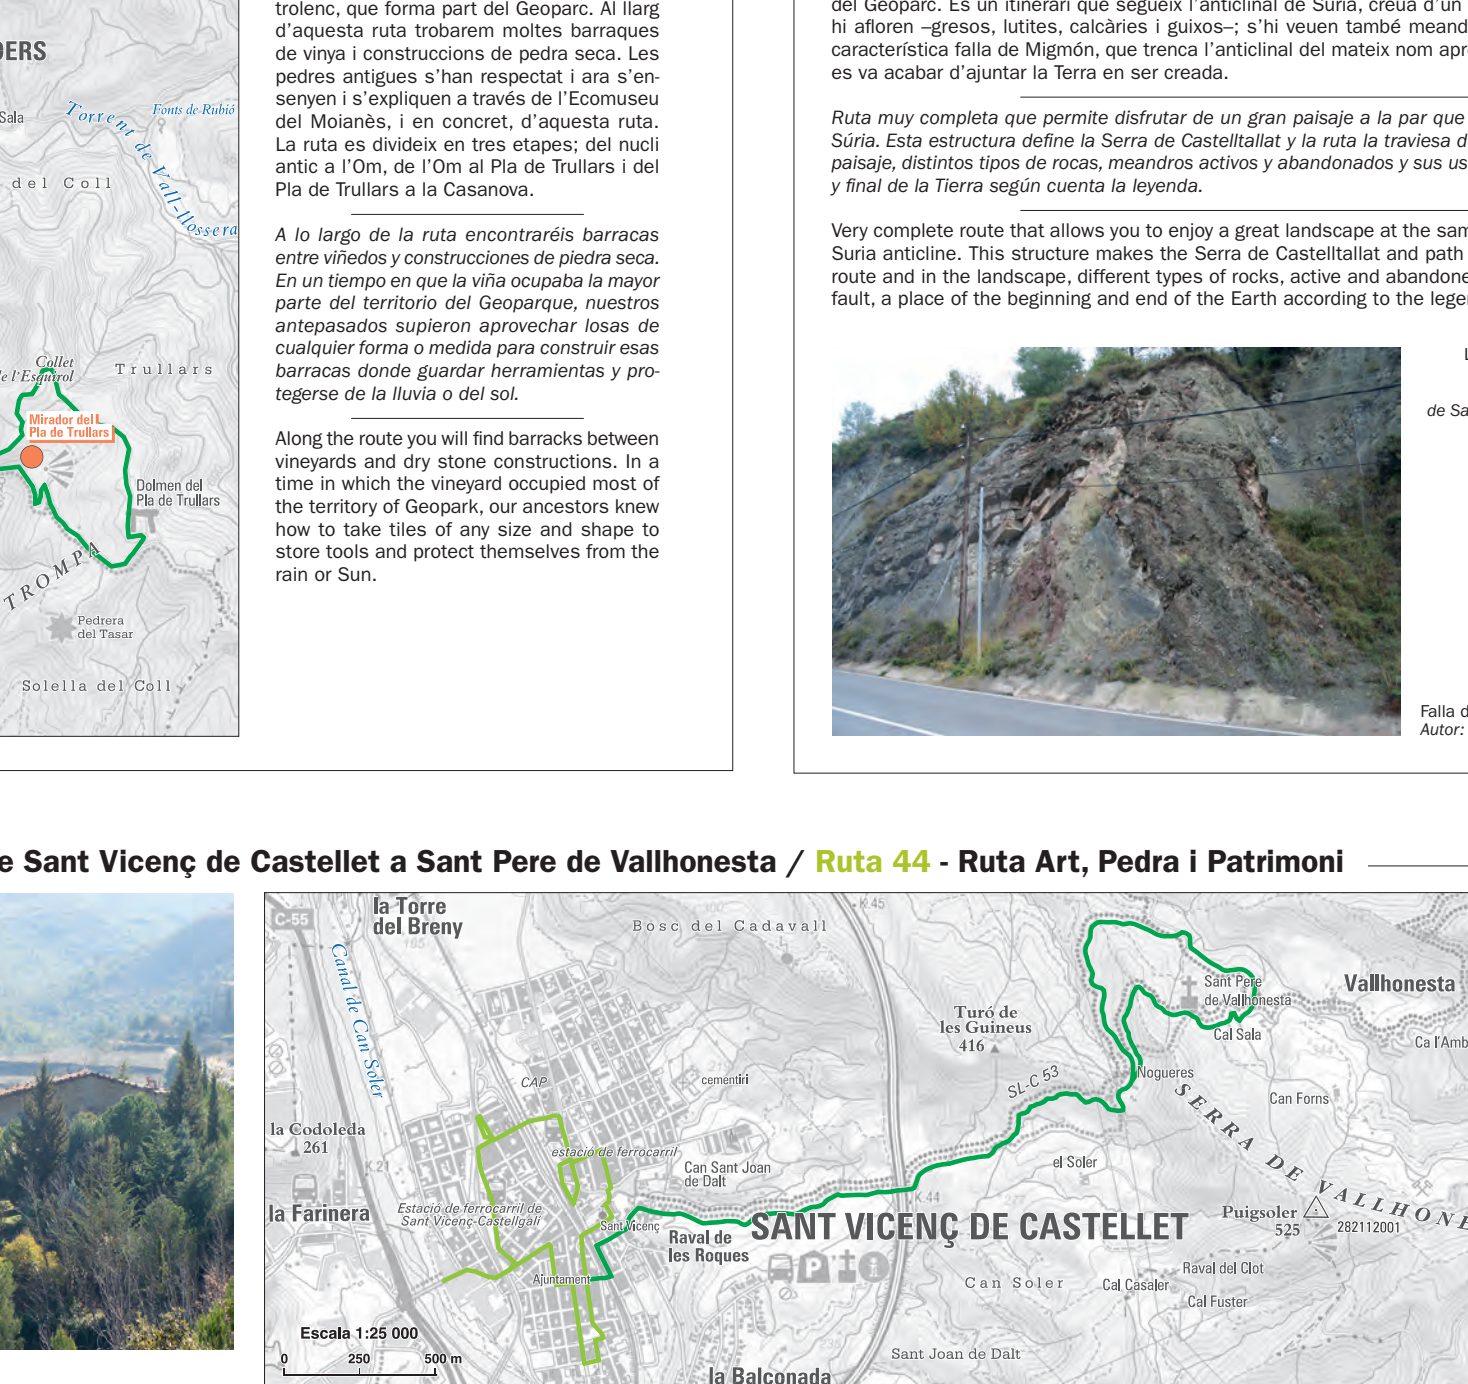 DERS
Sala
Torrent de Vall-llossera
Fonts de Rubió
del Coll
Collet
de l'Esquirol
Trullars
Mirador del
Pla de Trullars
Dolmen del
Pla de Trullars
TROMPA
Pedrera
del Tasar
Solella del Coll
trolenc, que forma part del Geoparc. Al llarg
d'aquesta ruta trobarem moltes barraques
de vinya i construccions de pedra seca. Les
pedres antigues s'han respectat i ara s'en-
senyen i s'expliquen a través de l'Ecomuseu
del Moianès, i en concret, d'aquesta ruta.
La ruta es divideix en tres etapes; del nucli
antic a l'Om, de l'Om al Pla de Trullars i del
Pla de Trullars a la Casanova.
A lo largo de la ruta encontraréis barracas
entre viñedos y construcciones de piedra seca.
En un tiempo en que la viña ocupaba la mayor
parte del territorio del Geoparque, nuestros
antepasados supieron aprovechar losas de
cualquier forma o medida para construir esas
barracas donde guardar herramientas y pro-
tegerse de la lluvia o del sol.
Along the route you will find barracks between
vineyards and dry stone constructions. In a
time in which the vineyard occupied most of
the territory of Geopark, our ancestors knew
how to take tiles of any size and shape to
store tools and protect themselves from the
rain or Sun.
del Geoparc. És un itinerari que segueix l'anticlinal de Súria, creua d'un
hi afloren –gresos, lutites, calcàries i guixos–; s'hi veuen també meand
característica falla de Migmón, que trenca l'anticlinal del mateix nom apr
es va acabar d'ajuntar la Terra en ser creada.
Ruta muy completa que permite disfrutar de un gran paisaje a la par que
Súria. Esta estructura define la Serra de Castelltallat y la ruta la traviesa d
paisaje, distintos tipos de rocas, meandros activos y abandonados y sus us
y final de la Tierra según cuenta la leyenda.
Very complete route that allows you to enjoy a great landscape at the sam
Suria anticline. This structure makes the Serra de Castelltallat and path
route and in the landscape, different types of rocks, active and abandone
fault, a place of the beginning and end of the Earth according to the leger
L
de Sa
Falla d
Autor:
e Sant Vicenç de Castellet a Sant Pere de Vallhonesta / Ruta 44 - Ruta Art, Pedra i Patrimoni
C-55
la Torre
del Breny
Canal de Can Soler
Bosc del Cadavall
K.45
Turó de
les Guineus
416
Sant Pere
de Vallhonesta
Cal Sala
Vallhonesta
Ca l'Amb
Nogueres
SL-C 53
SERRA DE VALLHONE
Can Forns
CAP
cementiri
la Codoleda
261
K.21
estació de ferrocarril
Can Sant Joan
de Dalt
el Soler
la Farinera
Estació de ferrocarril de
Sant Vicenç-Castellgalí
Sant Vicenç
Raval de
les Roques
K.44
SANT VICENÇ DE CASTELLET
P
i
Puigsoler
525
282112001
Ajuntament
Can Soler
Cal Casaler
Raval del Clot
Cal Fuster
Escala 1:25 000
0 250 500 m
Sant Joan de Dalt
la Balconada